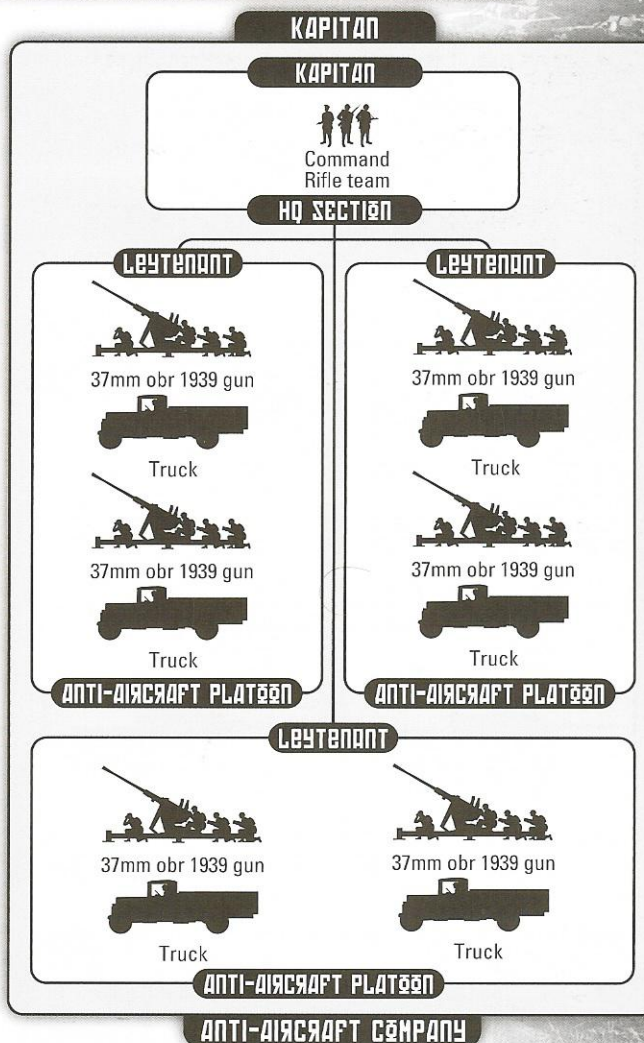 KAPITAN
KAPITAN
Command
Rifle team
HQ SECTION
LEYTENANT
37mm obr 1939 gun
Truck
37mm obr 1939 gun
Truck
ANTI-AIRCRAFT PLATOON
LEYTENANT
37mm obr 1939 gun
Truck
37mm obr 1939 gun
Truck
ANTI-AIRCRAFT PLATOON
LEYTENANT
37mm obr 1939 gun
Truck
37mm obr 1939 gun
Truck
ANTI-AIRCRAFT PLATOON
ANTI-AIRCRAFT COMPANY